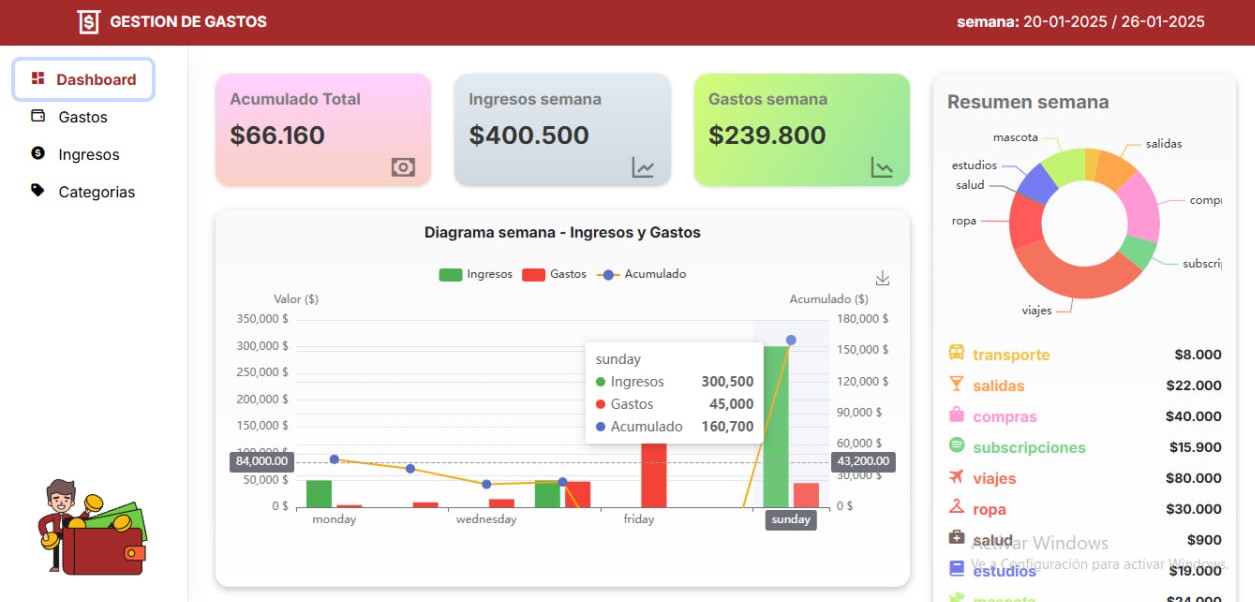 GESTION DE GASTOS
semana: 20-01-2025 / 26-01-2025
Dashboard
Gastos
Ingresos
Categorias
Acumulado Total
$66.160
Ingresos semana
$400.500
Gastos semana
$239.800
Diagrama semana - Ingresos y Gastos
Ingresos
Gastos
Acumulado
Valor ($)
Acumulado ($)
350,000 $
300,000 $
250,000 $
200,000 $
150,000 $
84,000.00
50,000 $
0 $
180,000 $
150,000 $
120,000 $
90,000 $
60,000 $
43,200.00
30,000 $
0 $
sunday
Ingresos 300,500
Gastos 45,000
Acumulado 160,700
monday
wednesday
friday
sunday
Resumen semana
mascota
salidas
estudios
salud
compr
ropa
subscrip
viajes
transporte $8.000
salidas $22.000
compras $40.000
subscripciones $15.900
viajes $80.000
ropa $30.000
salud $900
estudios $19.000
mascota $24.000
Activar Windows
Ve a Configuración para activar Windows.